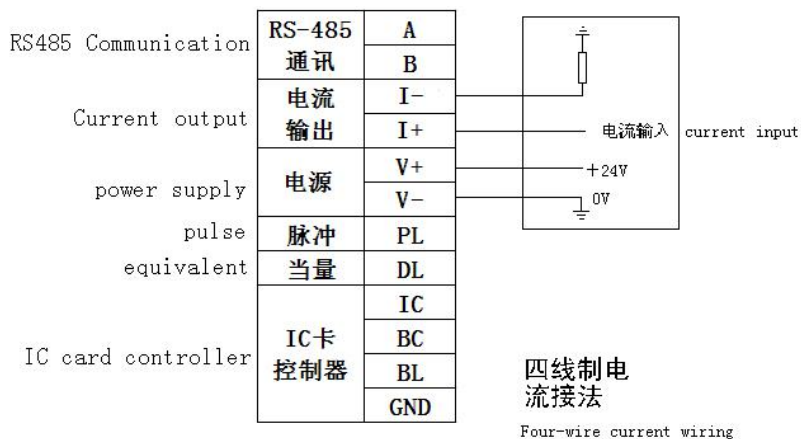 RS485 Communication
RS-485
通讯
A
B
Current output
电流
输出
I-
I+
电流输入
current input
power supply
电源
V+
V-
+24V
0V
pulse
脉冲
PL
equivalent
当量
DL
IC card controller
IC卡
控制器
IC
BC
BL
GND
四线制电
流接法
Four-wire current wiring